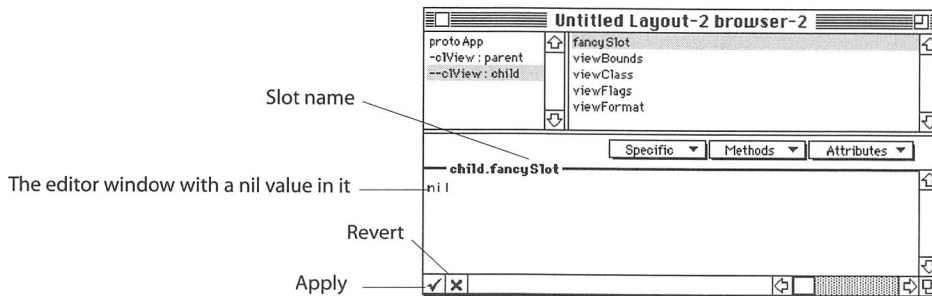 Untitled Layout-2 browser-2
protoApp
-clView : parent
--clView : child
fancySlot
viewBounds
viewClass
viewFlags
viewFormat
Slot name
Specific Methods Attributes
child.fancySlot
The editor window with a nil value in it
nil
Revert
Apply